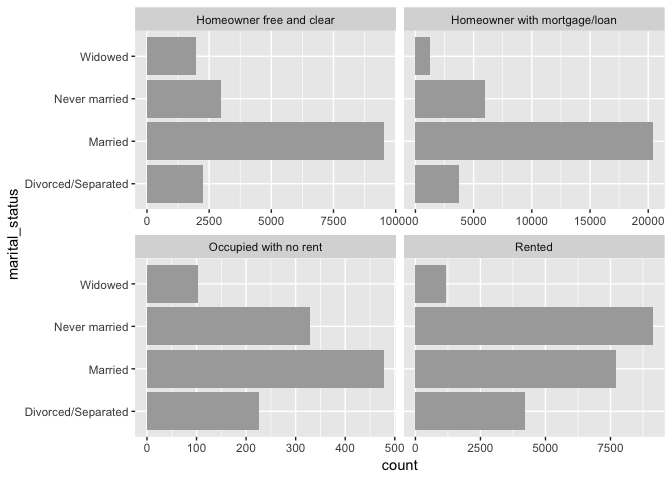 Homeowner free and clear
Homeowner with mortgage/loan
Widowed
Never married
Married
Divorced/Separated
0 2500 5000 7500 10000
0 5000 10000 15000 20000
Occupied with no rent
Rented
Widowed
Never married
Married
Divorced/Separated
0 100 200 300 400 500
0 2500 5000 7500
marital_status
count